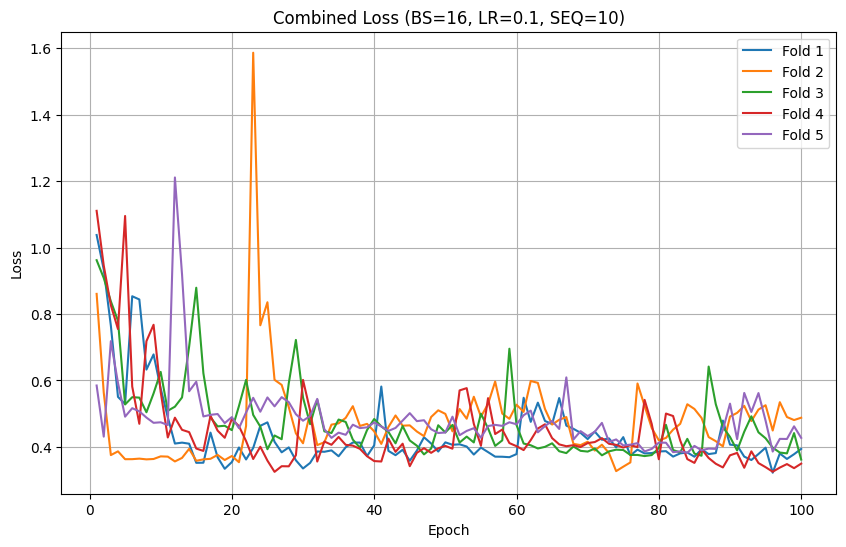 Combined Loss (BS=16, LR=0.1, SEQ=10)
Loss
1.6
1.4
1.2
1.0
0.8
0.6
0.4
Fold 1
Fold 2
Fold 3
Fold 4
Fold 5
0 20 40 60 80 100
Epoch